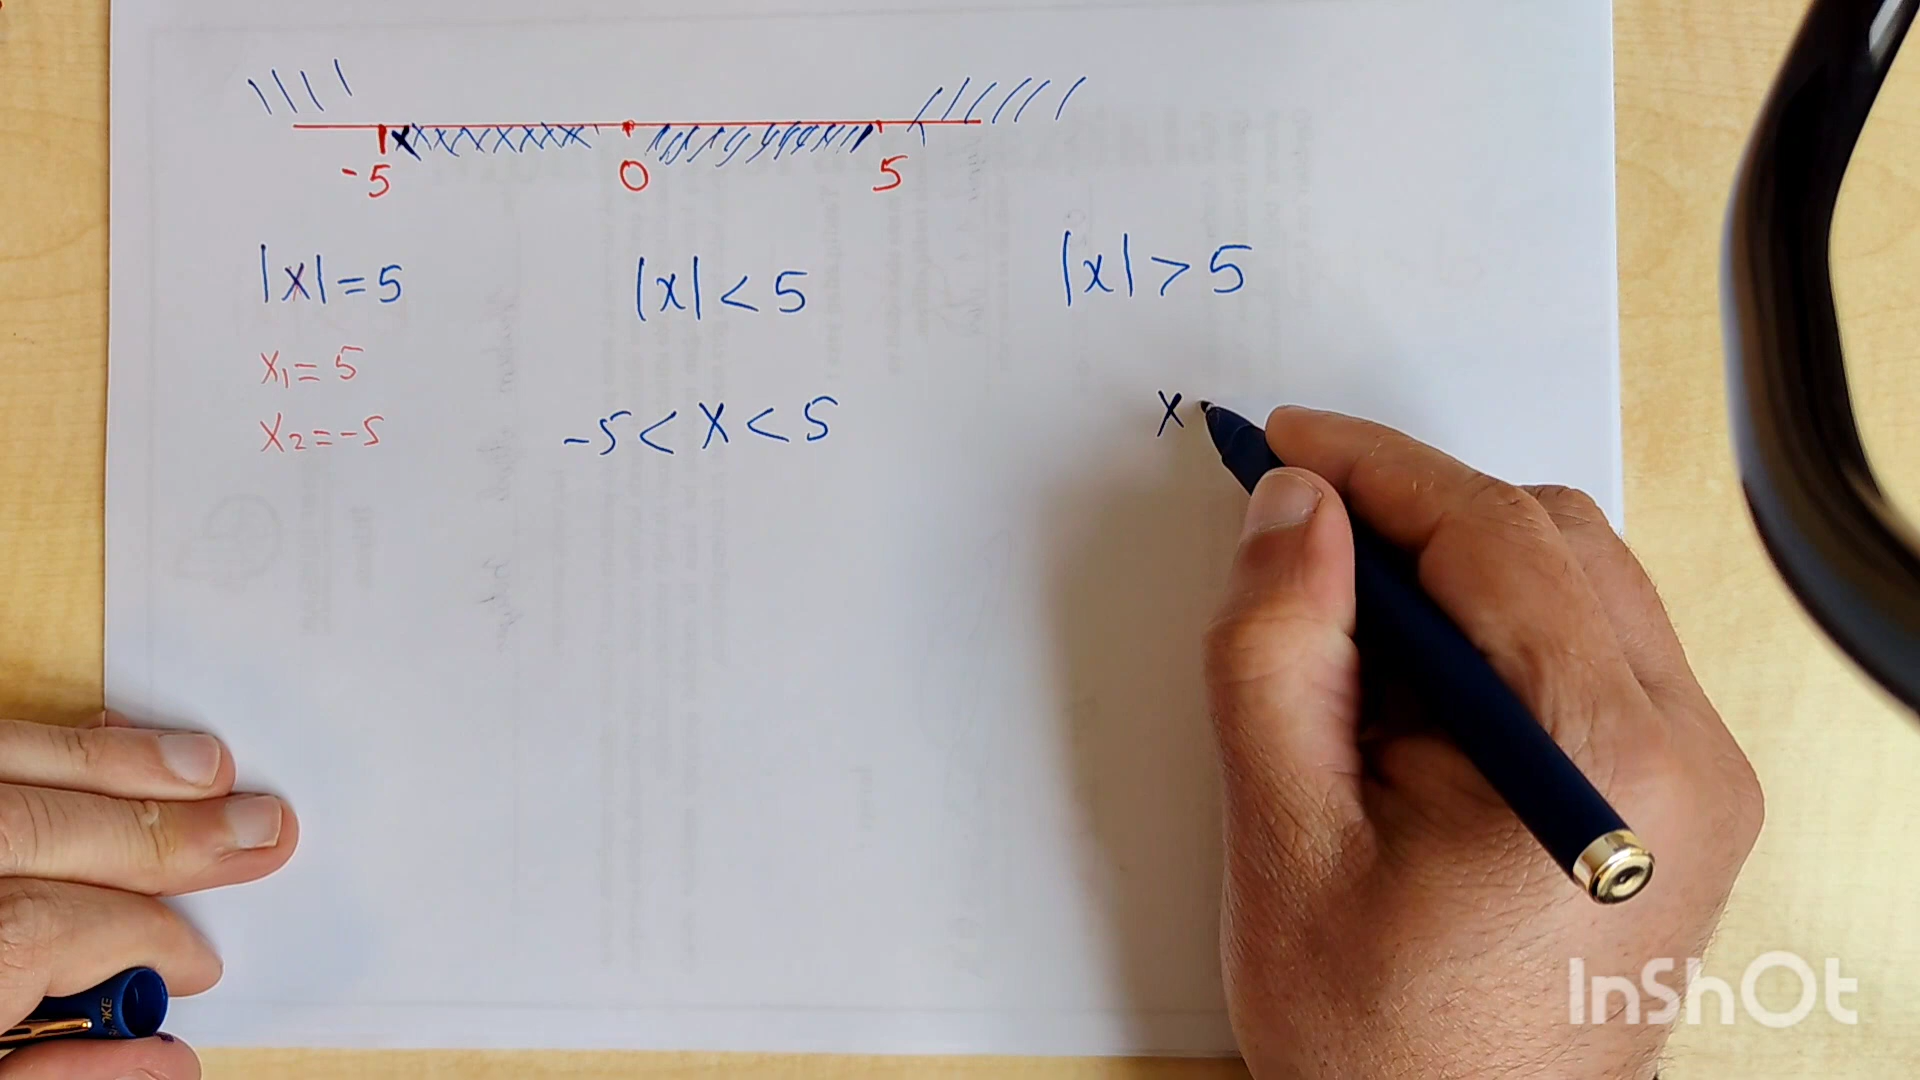 -5 0 5
|x| = 5 |x| < 5 |x| > 5
x₁ = 5
x₂ = -5 -5 < x < 5 x
InShOt